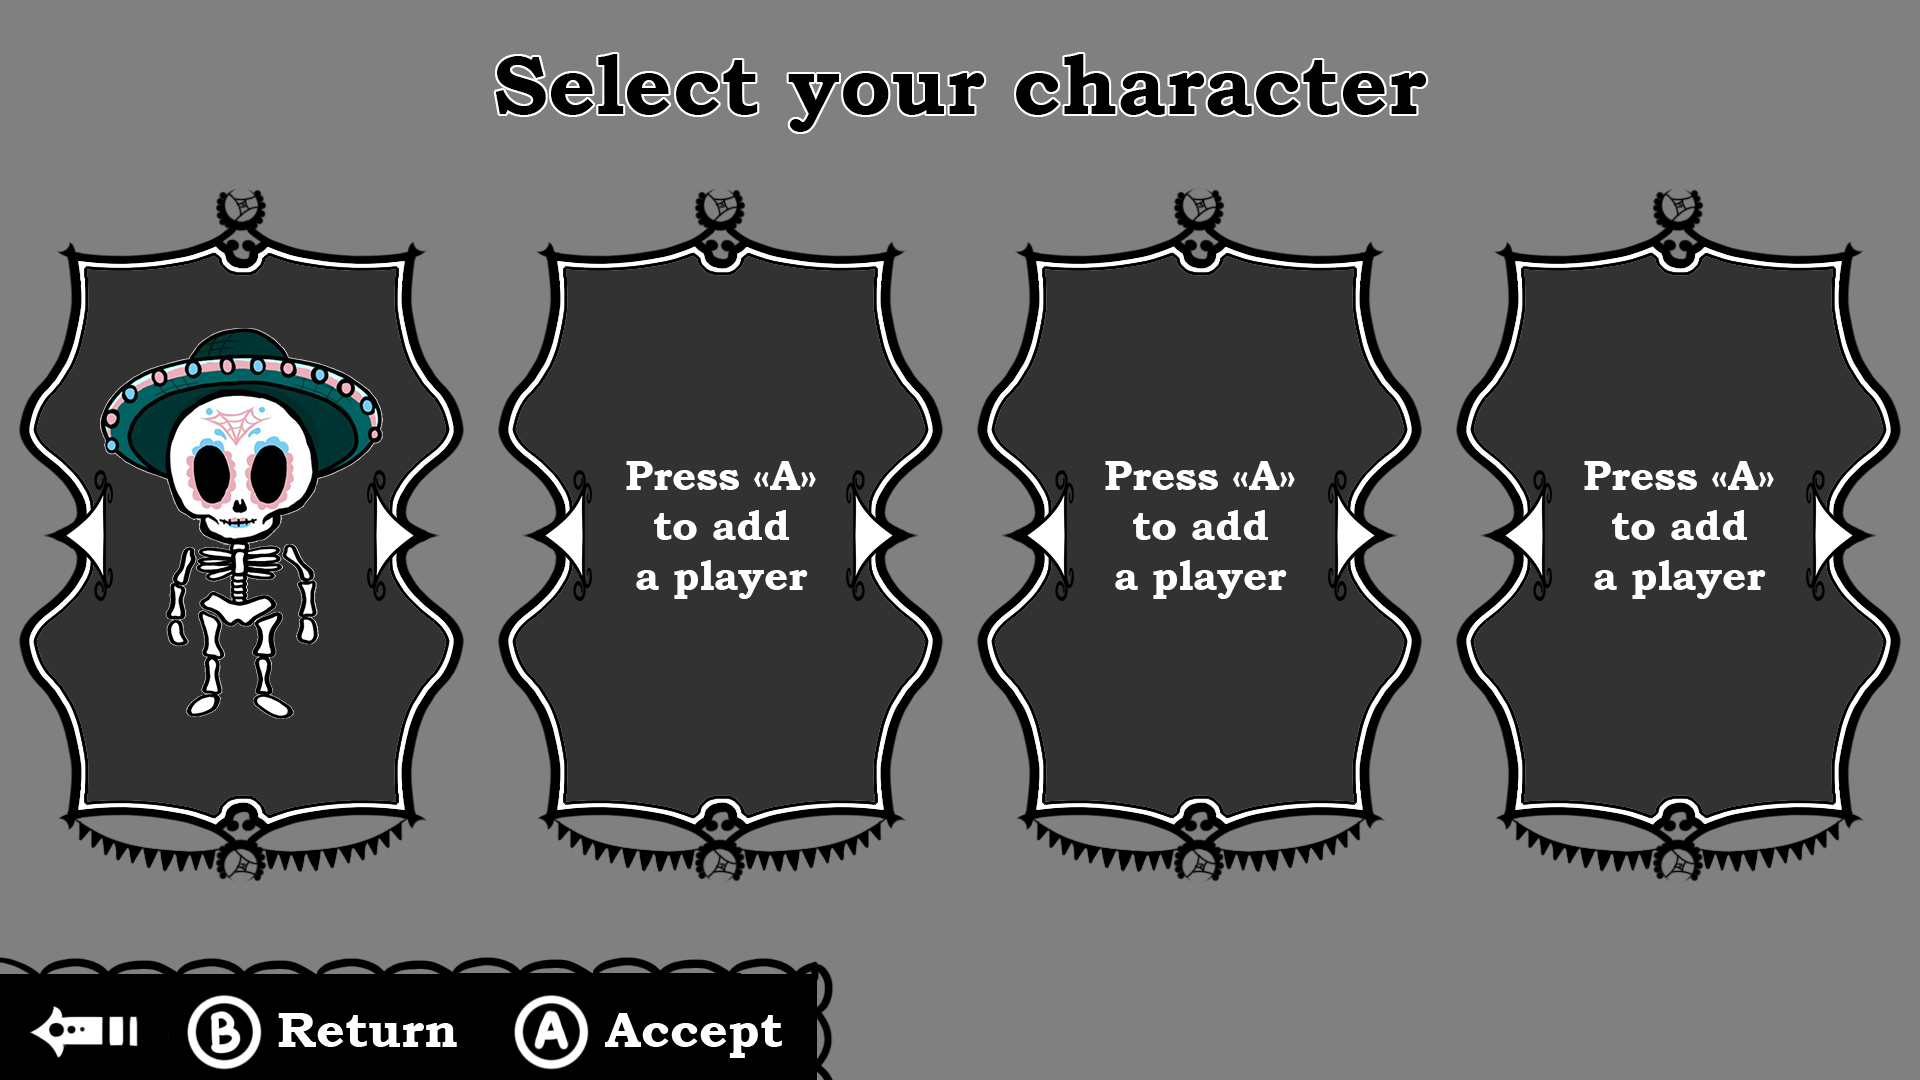 Select your character
Press «A»
to add
a player
Press «A»
to add
a player
Press «A»
to add
a player
B Return A Accept